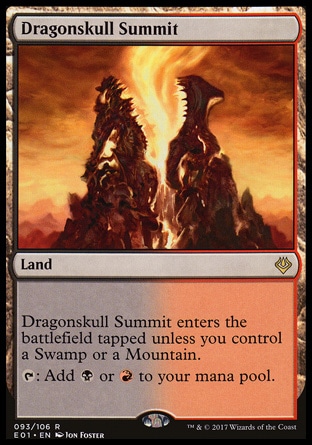 Dragonskull Summit
Land
Dragonskull Summit enters the
battlefield tapped unless you control
a Swamp or a Mountain.
: Add or to your mana pool.
093/106 R
E01 • EN Jon Foster
™ & © 2017 Wizards of the Coast